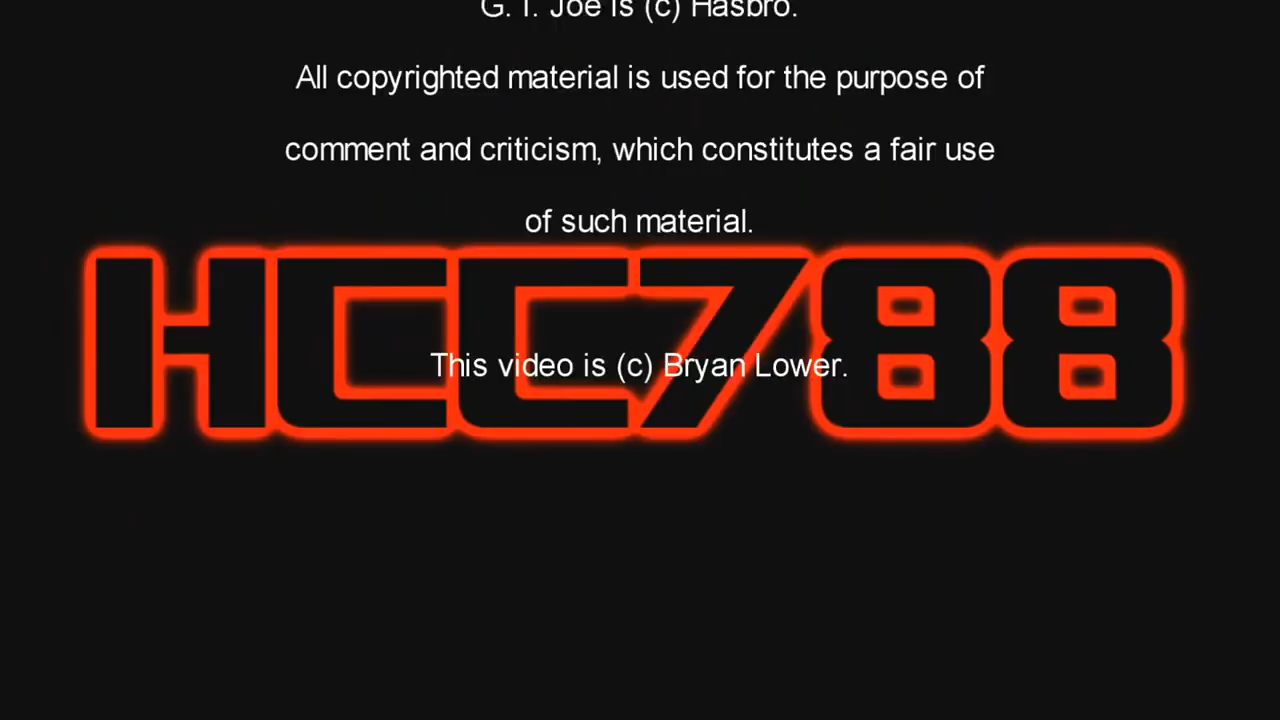 G. I. Joe is (c) Hasbro.
All copyrighted material is used for the purpose of
comment and criticism, which constitutes a fair use
of such material.
HCC788
This video is (c) Bryan Lower.